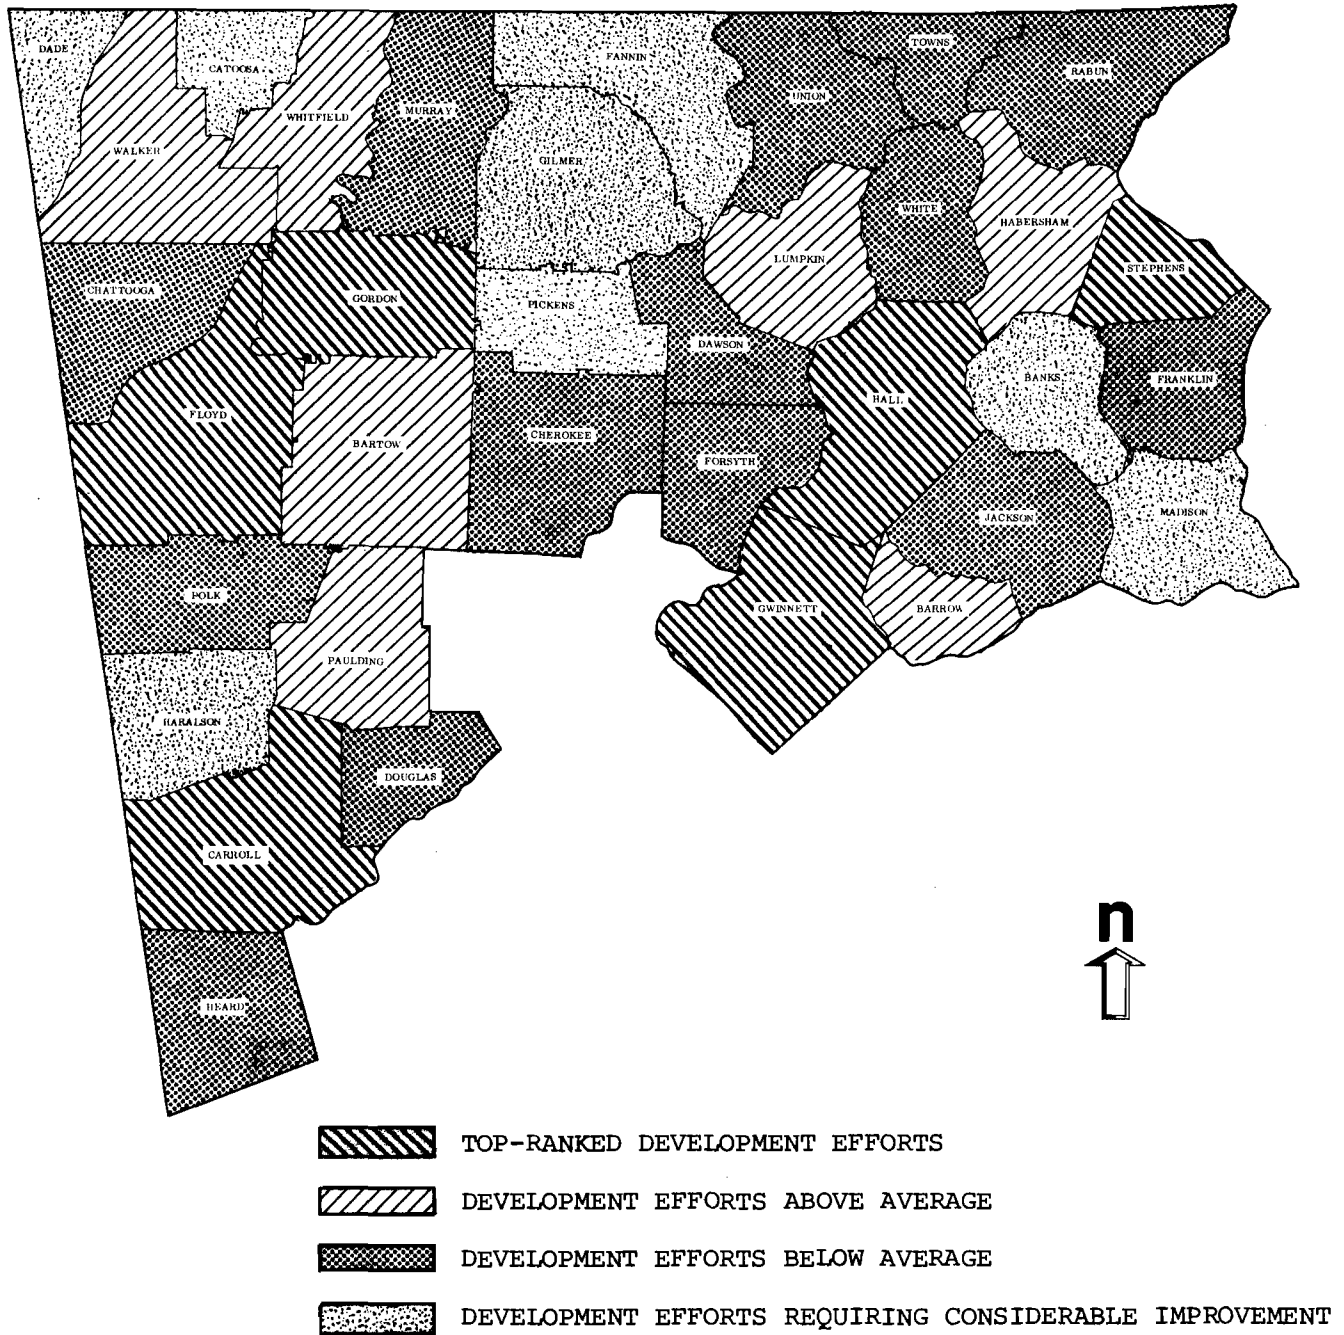 DADE
CATOOSA
WALKER
WHITFIELD
MURRAY
FANNIN
GILMER
UNION
TOWNS
RABUN
WHITE
HABERSHAM
LUMPKIN
STEPHENS
CHATTOOGA
GORDON
PICKENS
DAWSON
HALL
BANKS
FRANKLIN
FLOYD
BARTOW
CHEROKEE
FORSYTH
JACKSON
MADISON
POLK
PAULDING
GWINNETT
BARROW
HARALSON
DOUGLAS
CARROLL
HEARD
n
TOP-RANKED DEVELOPMENT EFFORTS
DEVELOPMENT EFFORTS ABOVE AVERAGE
DEVELOPMENT EFFORTS BELOW AVERAGE
DEVELOPMENT EFFORTS REQUIRING CONSIDERABLE IMPROVEMENT